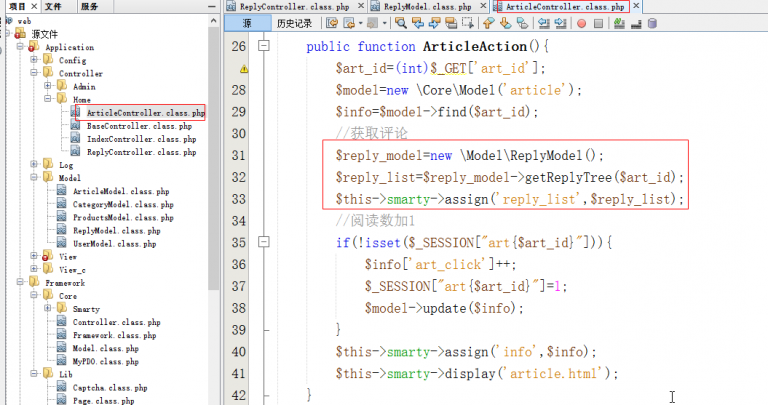 项目 × 文件 服务
ReplyController.class.php × ReplyModel.class.php × ArticleController.class.php ×
源 历史记录
web
源文件
Application
Config
Controller
Admin
Home
ArticleController.class.php
BaseController.class.php
IndexController.class.php
ReplyController.class.php
Log
Model
ArticleModel.class.php
CategoryModel.class.php
ProductsModel.class.php
ReplyModel.class.php
UserModel.class.php
View
View_c
Framework
Core
Smarty
Controller.class.php
Framework.class.php
Model.class.php
MyPDO.class.php
Lib
Captcha.class.php
Page.class.php
26 public function ArticleAction(){
$art_id=(int)$_GET['art_id'];
28 $model=new \Core\Model('article');
29 $info=$model->find($art_id);
30 //获取评论
31 $reply_model=new \Model\ReplyModel();
32 $reply_list=$reply_model->getReplyTree($art_id);
33 $this->smarty->assign('reply_list',$reply_list);
34 //阅读数加1
35 if(!isset($_SESSION["art{$art_id}"])){
36 $info['art_click']++;
37 $_SESSION["art{$art_id}"]=1;
38 $model->update($info);
39 }
40 $this->smarty->assign('info',$info);
41 $this->smarty->display('article.html');
42 }